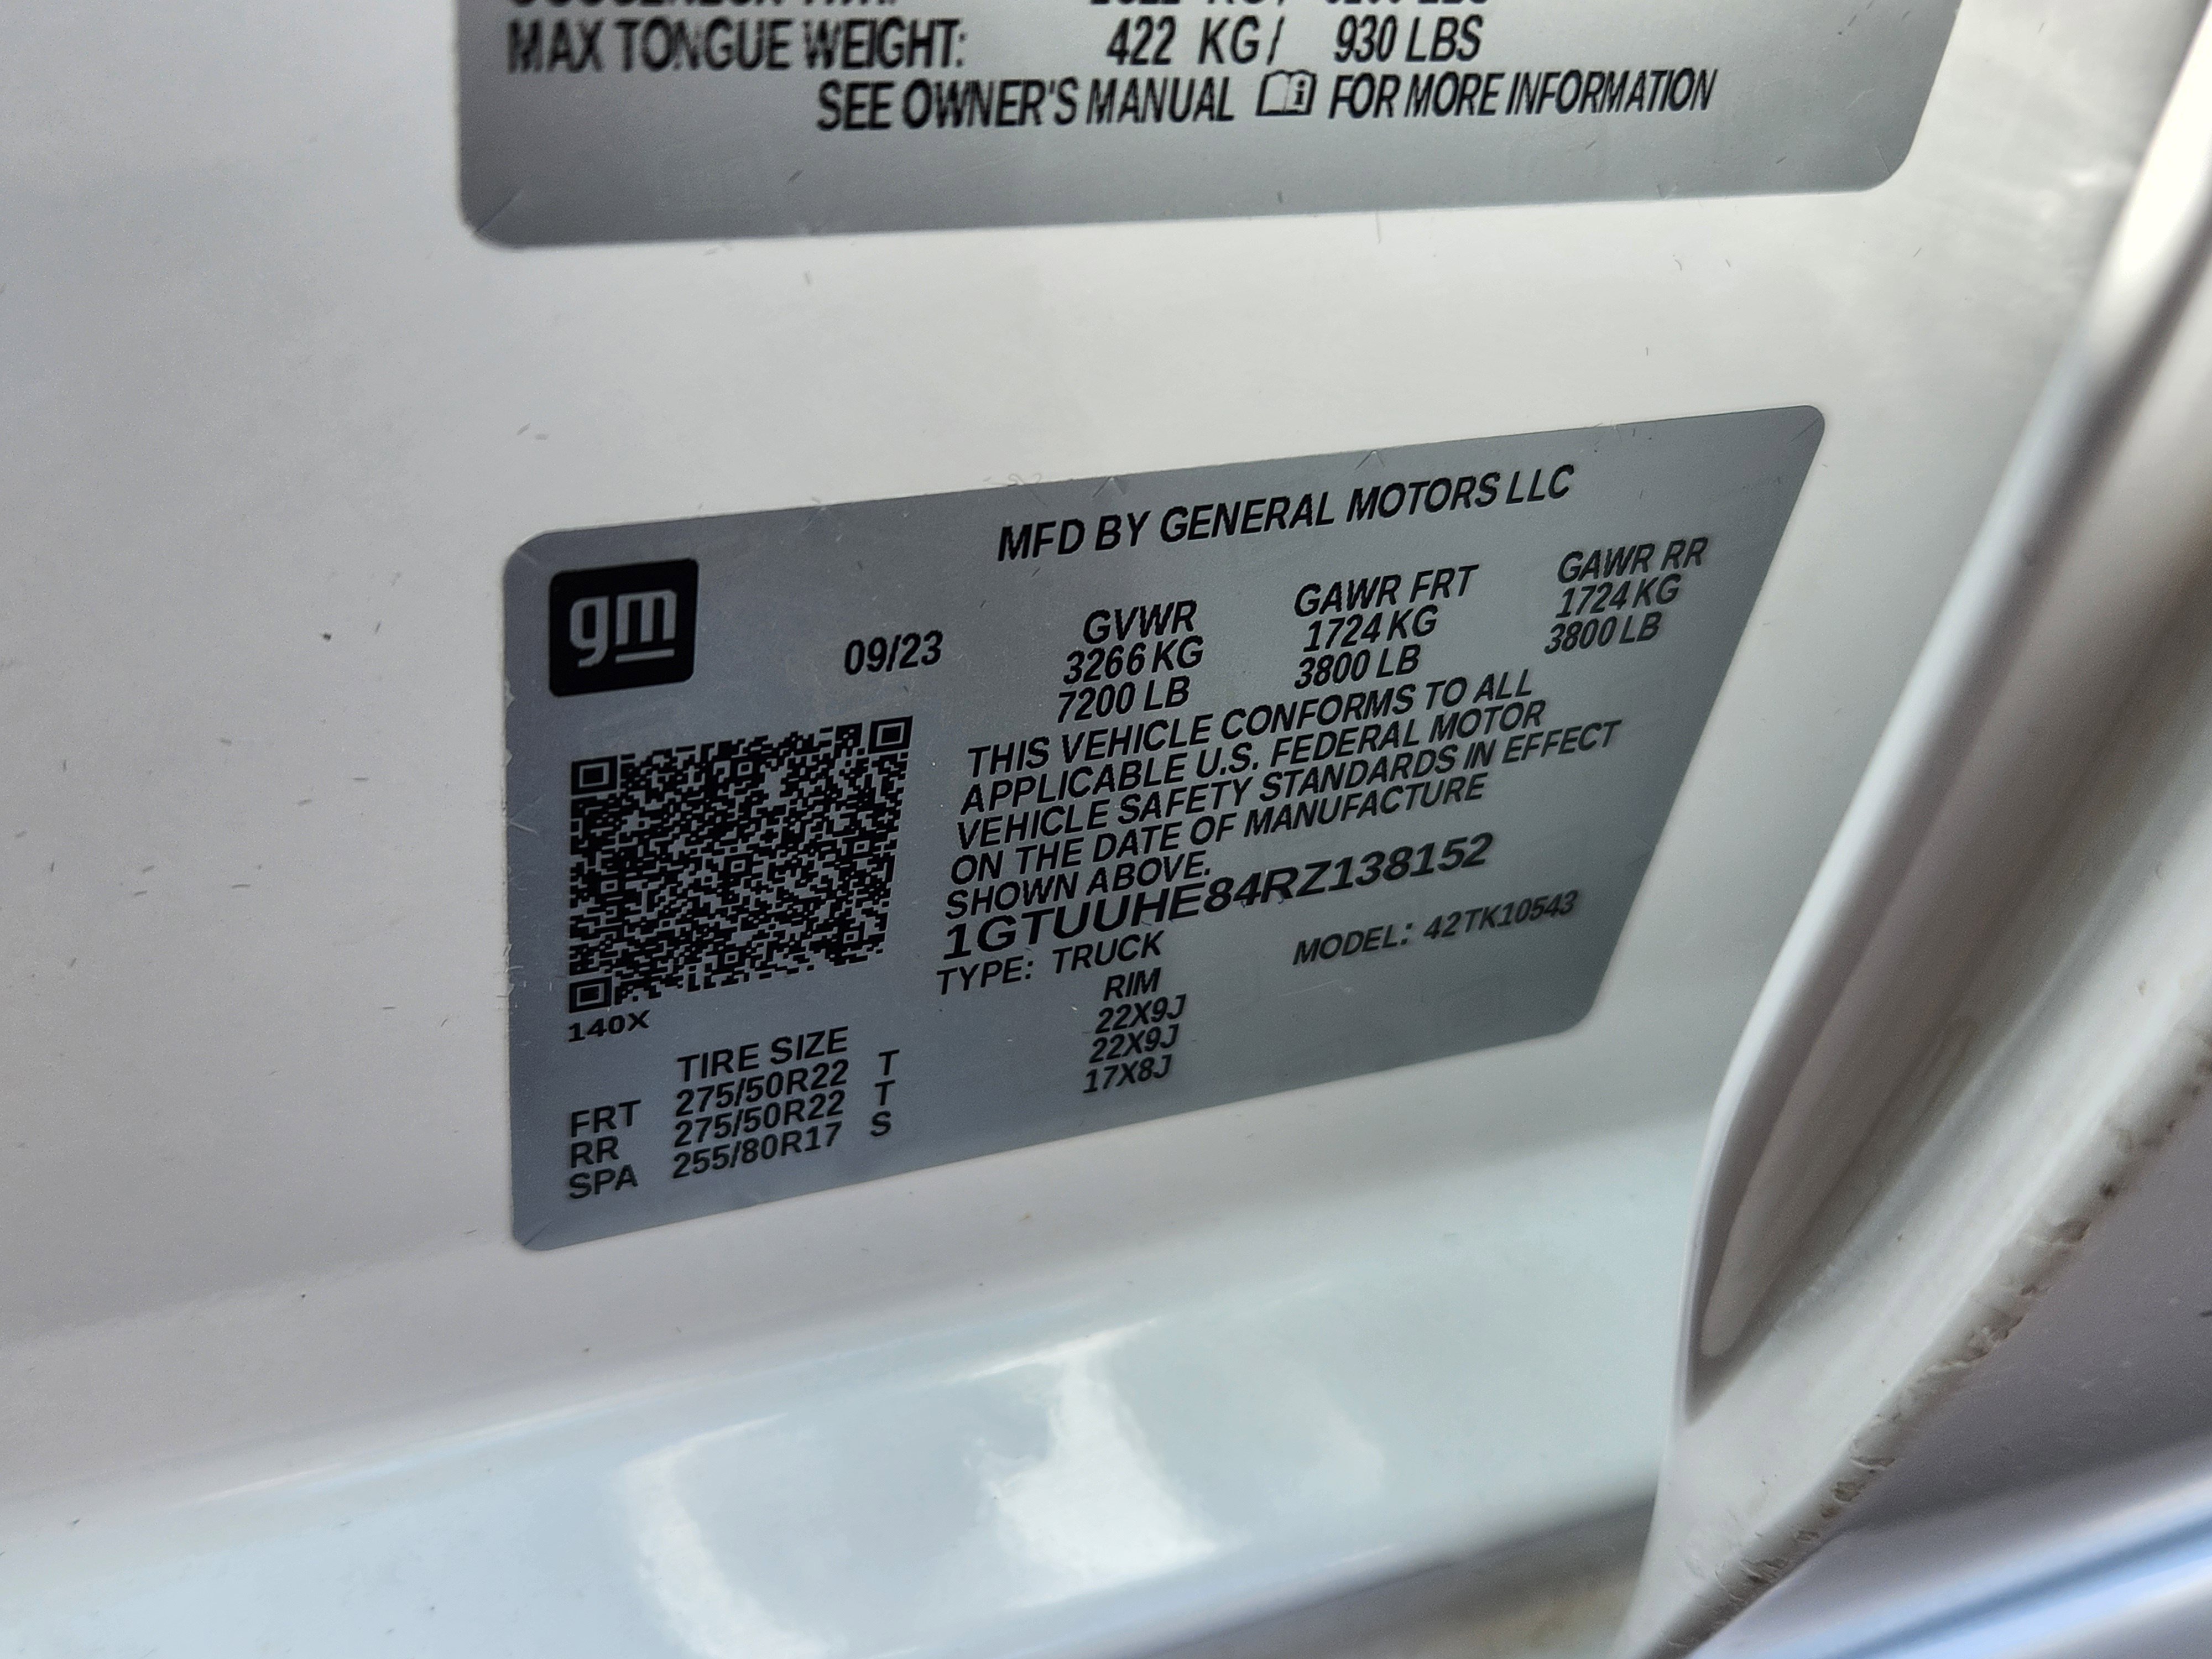 MAX TONGUE WEIGHT: 422 KG/ 930 LBS
SEE OWNER'S MANUAL FOR MORE INFORMATION
MFD BY GENERAL MOTORS LLC
gm
09/23
GVWR GAWR FRT GAWR RR
3266 KG 1724 KG 1724 KG
7200 LB 3800 LB 3800 LB
THIS VEHICLE CONFORMS TO ALL
APPLICABLE U.S. FEDERAL MOTOR
VEHICLE SAFETY STANDARDS IN EFFECT
ON THE DATE OF MANUFACTURE
SHOWN ABOVE.
1GTUUHE84RZ138152
TYPE: TRUCK MODEL: 42TK10543
140X
TIRE SIZE RIM
FRT 275/50R22 T 22X9J
RR 275/50R22 T 22X9J
SPA 255/80R17 S 17X8J